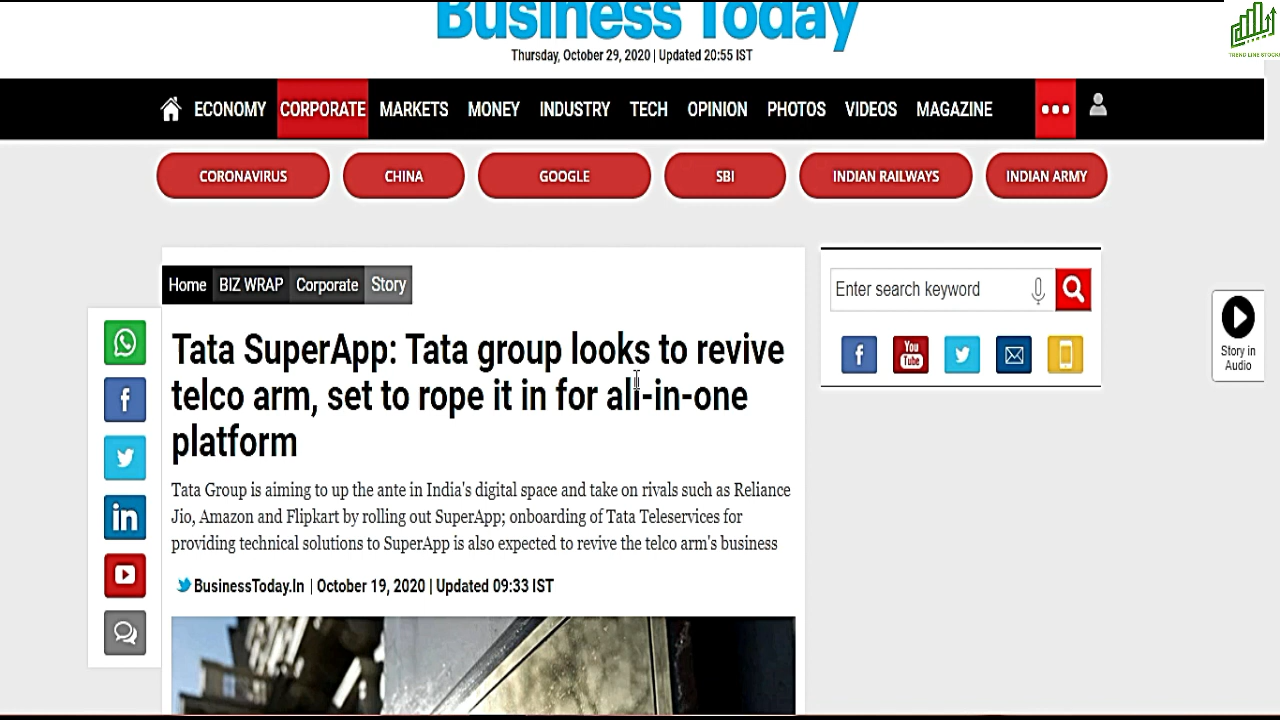 Business Today
Thursday, October 29, 2020 | Updated 20:55 IST
TREND LINE STOCK
ECONOMY CORPORATE MARKETS MONEY INDUSTRY TECH OPINION PHOTOS VIDEOS MAGAZINE
CORONAVIRUS CHINA GOOGLE SBI INDIAN RAILWAYS INDIAN ARMY
Home BIZ WRAP Corporate Story
Enter search keyword
Tata SuperApp: Tata group looks to revive
telco arm, set to rope it in for all-in-one
platform
You
Tube
Story in
Audio
Tata Group is aiming to up the ante in India's digital space and take on rivals such as Reliance
Jio, Amazon and Flipkart by rolling out SuperApp; onboarding of Tata Teleservices for
providing technical solutions to SuperApp is also expected to revive the telco arm's business
BusinessToday.In | October 19, 2020 | Updated 09:33 IST